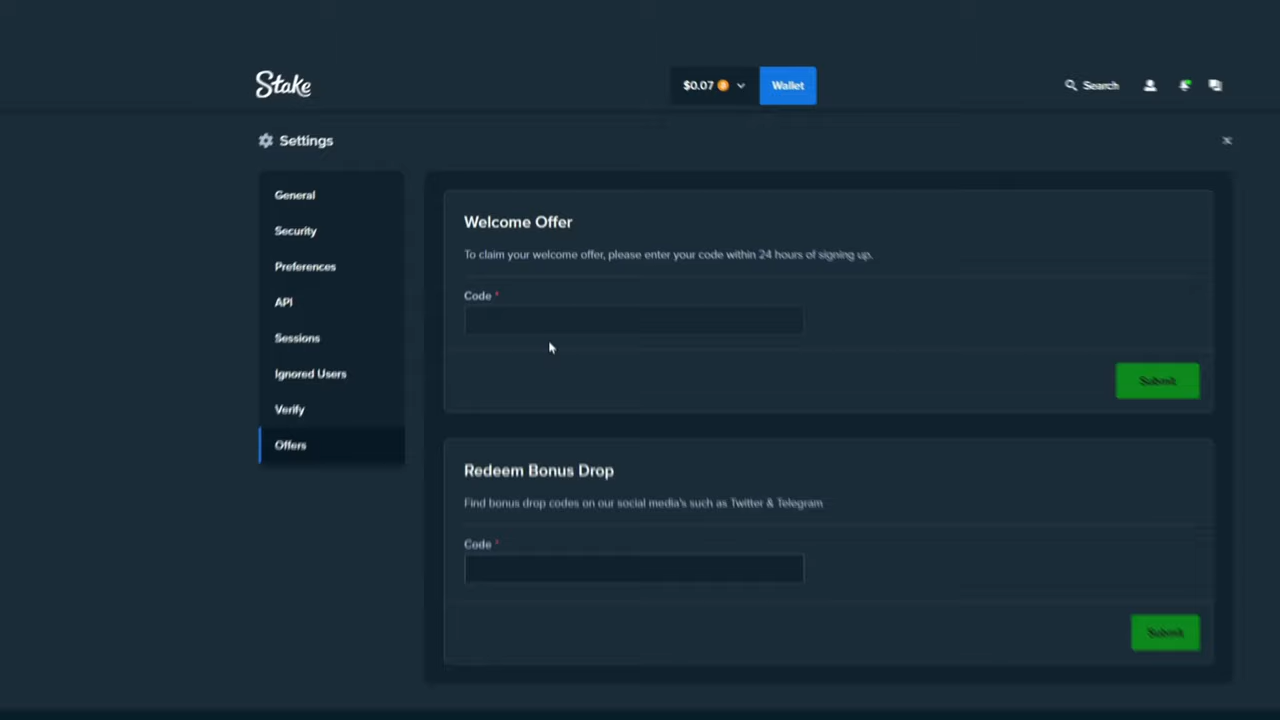 Stake
$0.07
Wallet
Search
Settings
General
Security
Preferences
API
Sessions
Ignored Users
Verify
Offers
Welcome Offer
To claim your welcome offer, please enter your code within 24 hours of signing up.
Code *
Submit
Redeem Bonus Drop
Find bonus drop codes on our social media's such as Twitter & Telegram
Code *
Submit